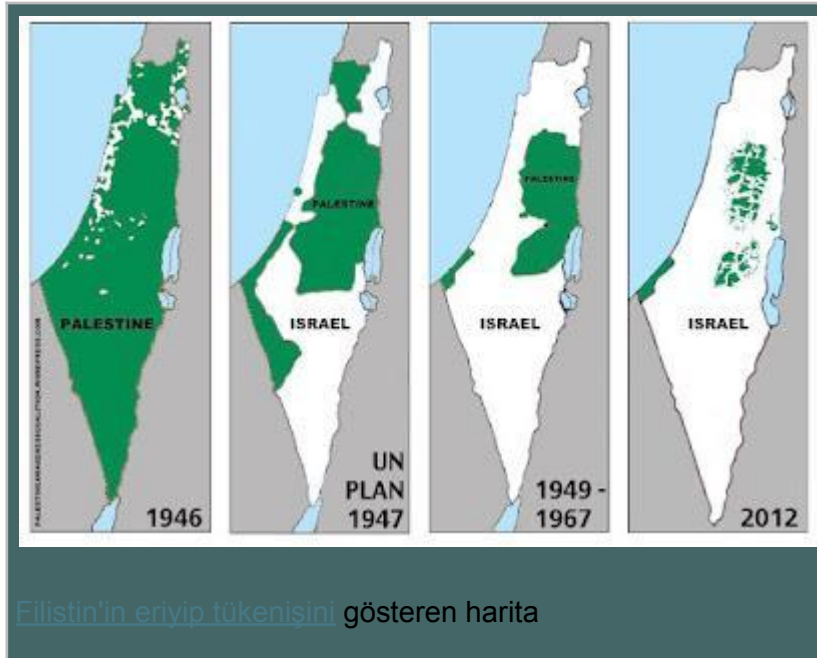 PALESTINE
1946
PALESTINE
ISRAEL
UN
PLAN
1947
PALESTINE
ISRAEL
1949 -
1967
ISRAEL
2012
Filistin'in eriyip tükenişini gösteren harita